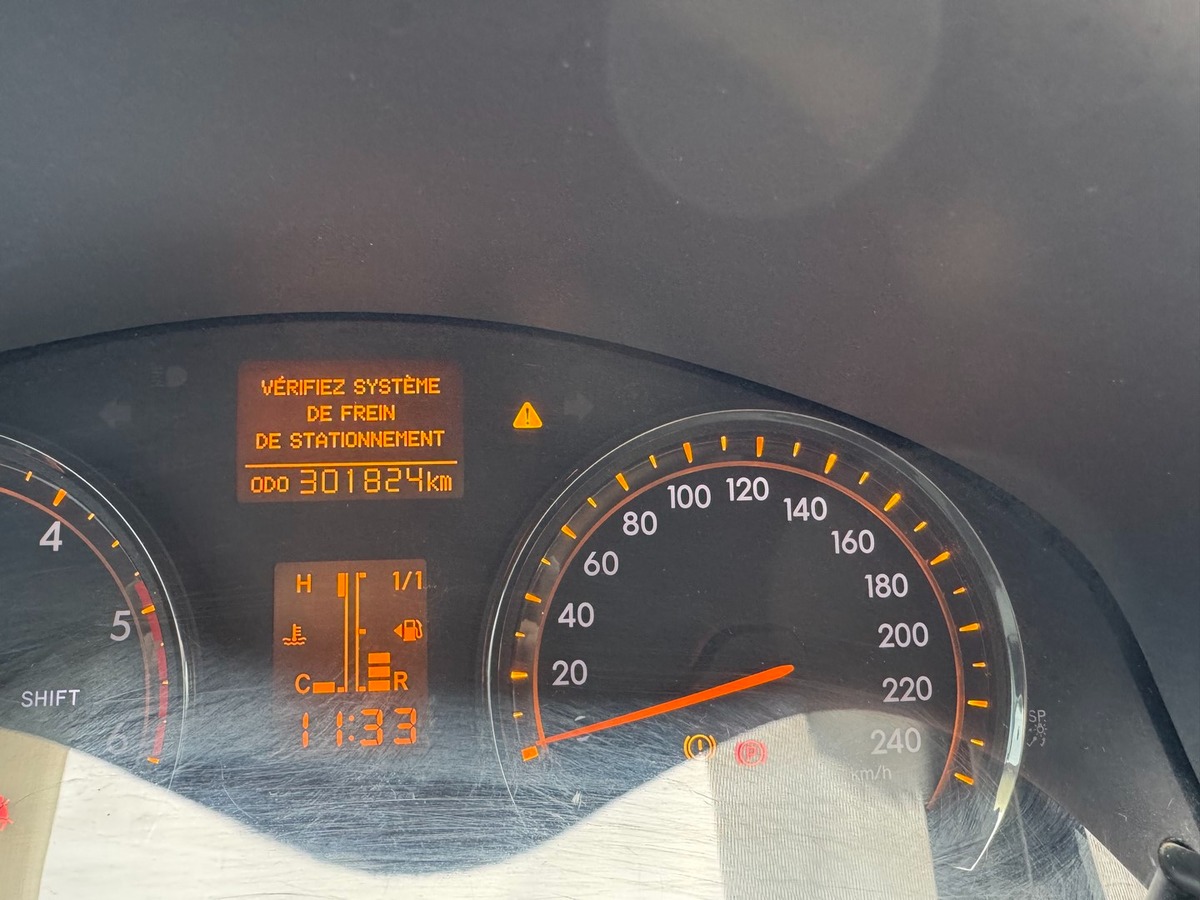 VÉRIFIEZ SYSTÈME
DE FREIN
DE STATIONNEMENT
ODO 301824km
4
5
6
SHIFT
H
1/1
C
R
11:33
20
40
60
80
100
120
140
160
180
200
220
240
km/h
P
SP